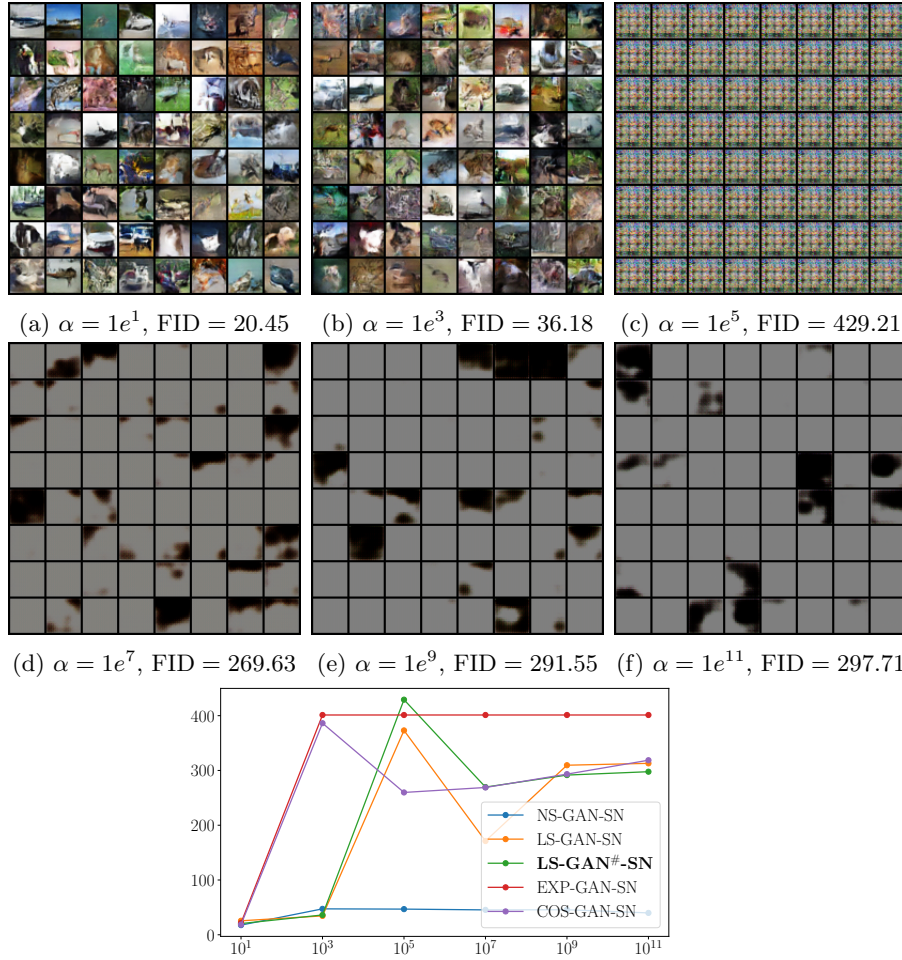 (a) α = 1e^1, FID = 20.45 (b) α = 1e^3, FID = 36.18 (c) α = 1e^5, FID = 429.21
(d) α = 1e^7, FID = 269.63 (e) α = 1e^9, FID = 291.55 (f) α = 1e^11, FID = 297.71
400
300
200
100
0
NS-GAN-SN
LS-GAN-SN
LS-GAN^#-SN
EXP-GAN-SN
COS-GAN-SN
10^1 10^3 10^5 10^7 10^9 10^11